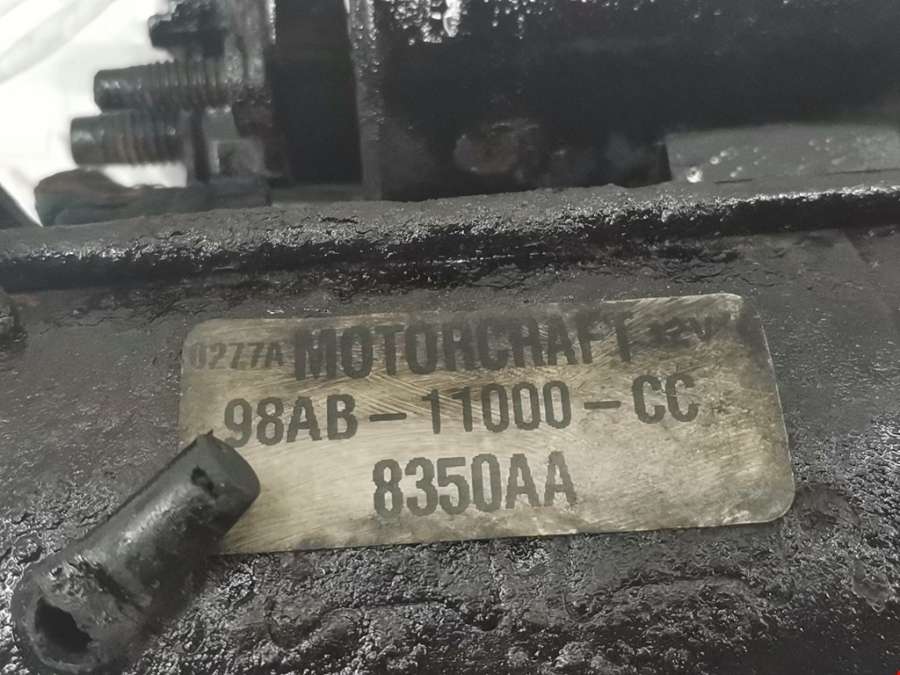 0277A MOTORCRAFT 12V
98AB-11000-CC
8350AA